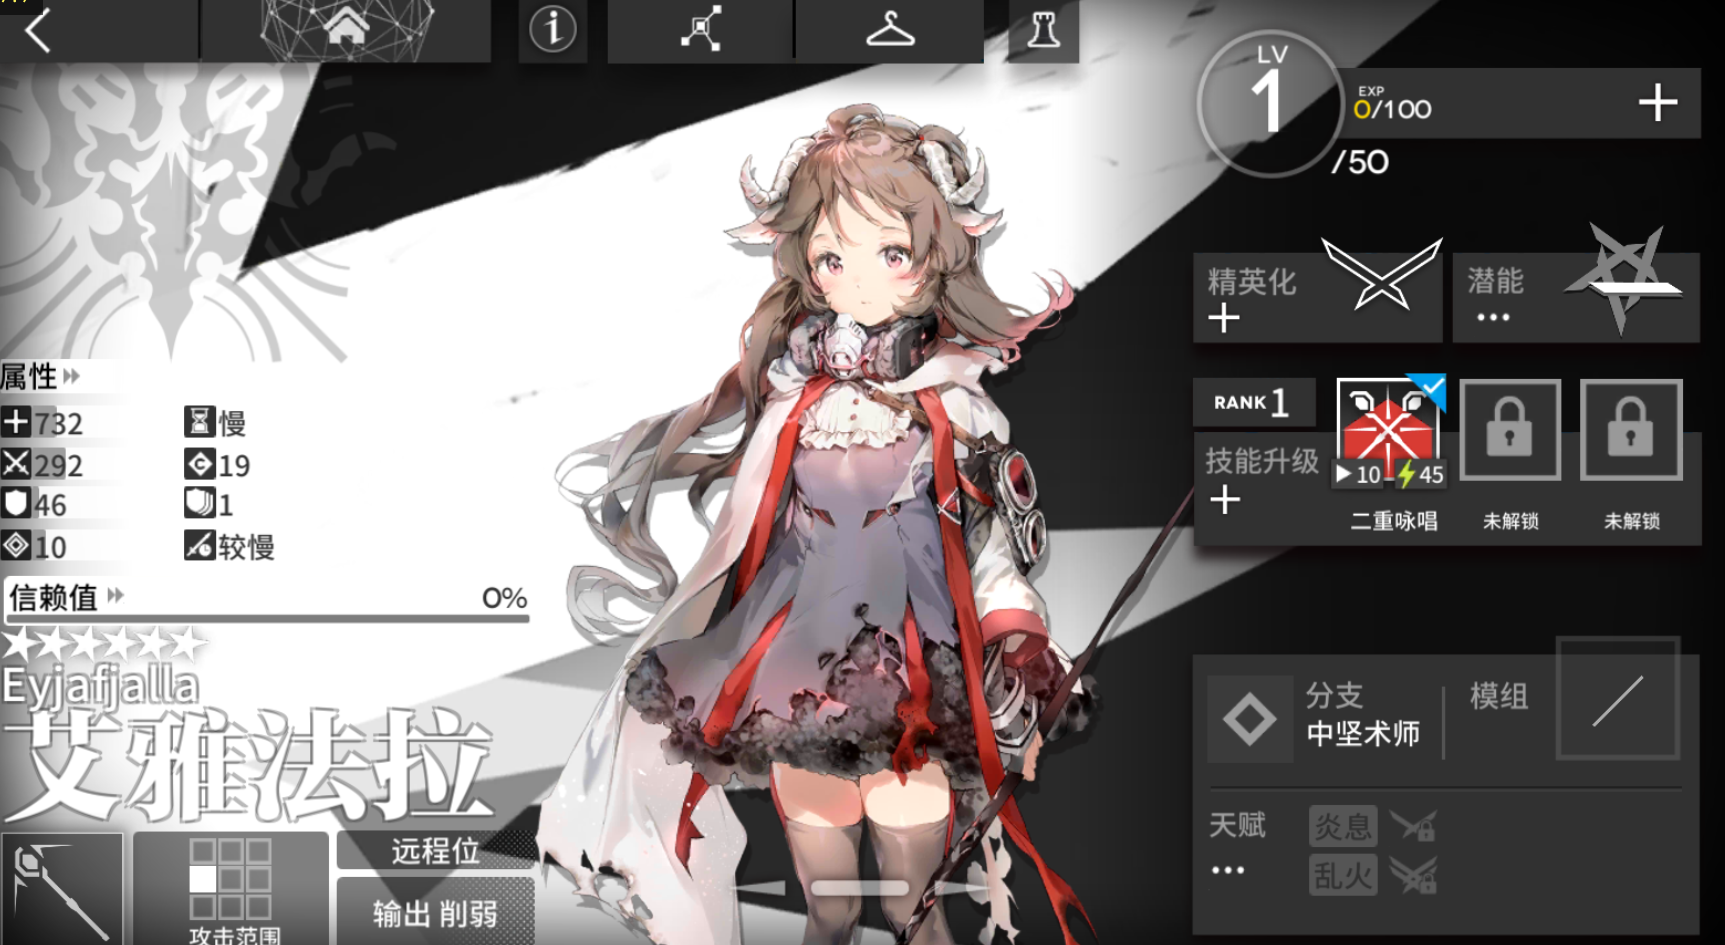 LV
1
EXP
0/100
/50
精英化
潜能
RANK 1
技能升级
10
45
二重咏唱
未解锁
未解锁
属性
732
慢
292
19
46
1
10
较慢
信赖值
0%
Eyjafjalla
艾雅法拉
远程位
输出 削弱
攻击范围
分支
中坚术师
模组
天赋
炎息
乱火